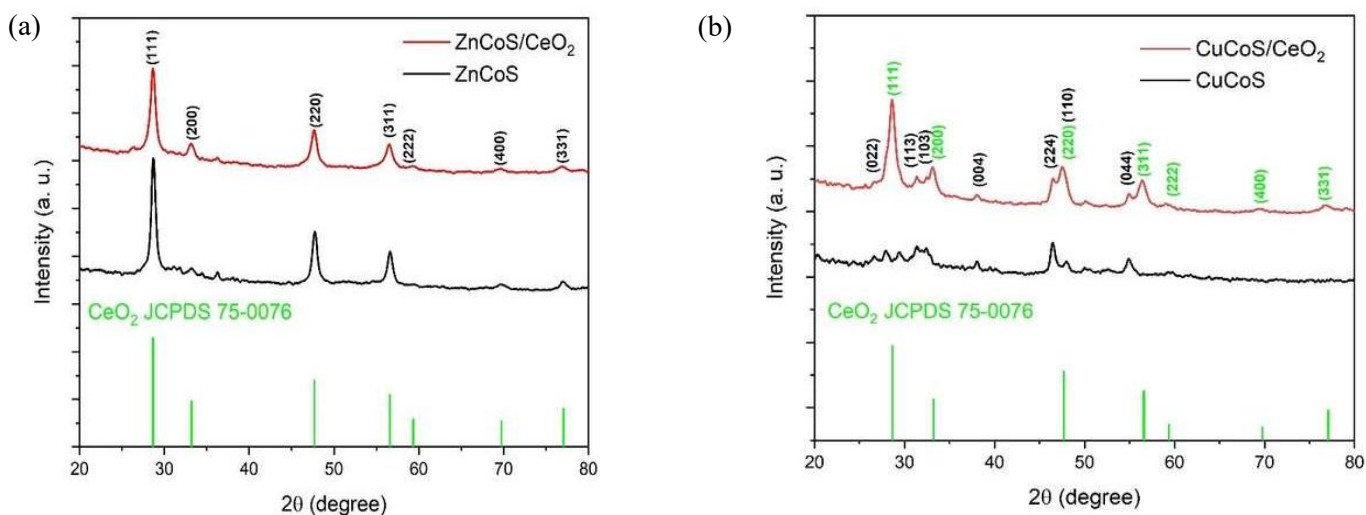 (a)
ZnCoS/CeO₂
ZnCoS
(111)
(200)
(220)
(311)
(222)
(400)
(331)
Intensity (a. u.)
CeO₂ JCPDS 75-0076
20 30 40 50 60 70 80
2θ (degree)
(b)
CuCoS/CeO₂
CuCoS
(022)
(111)
(113)
(103)
(200)
(004)
(224)
(220)
(110)
(044)
(311)
(222)
(400)
(331)
Intensity (a. u.)
CeO₂ JCPDS 75-0076
20 30 40 50 60 70 80
2θ (degree)